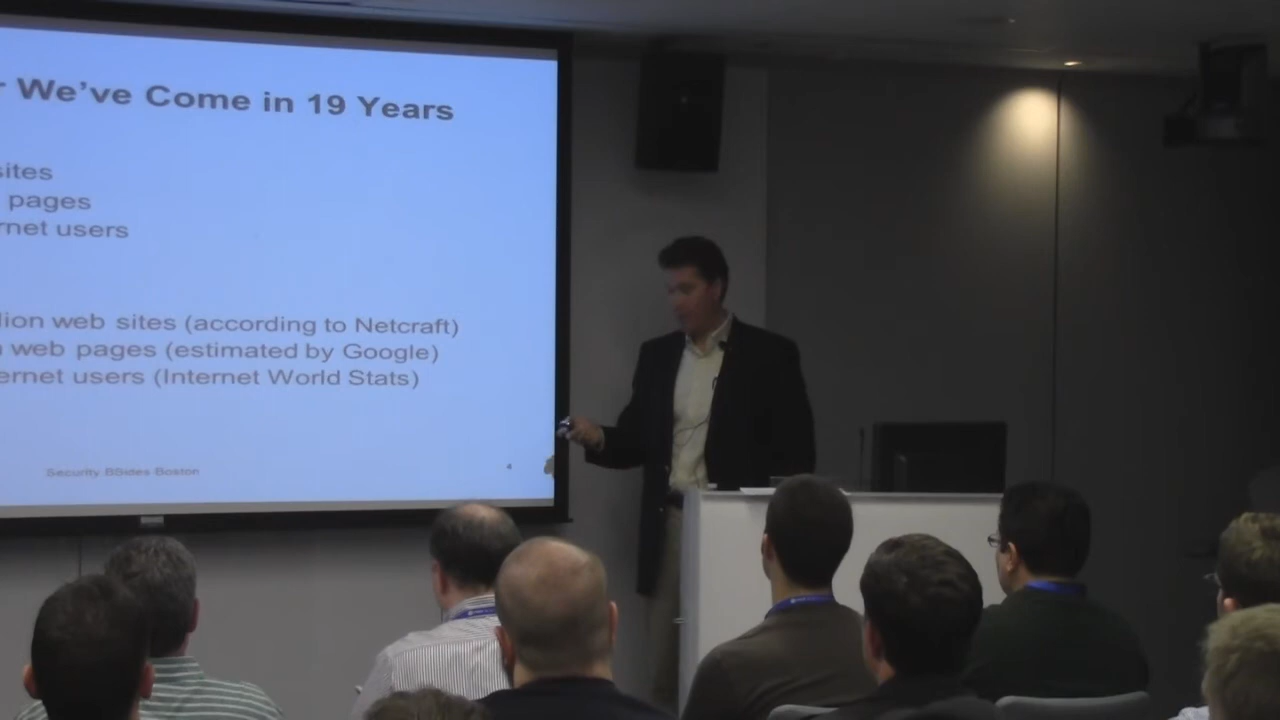 We've Come in 19 Years
sites
pages
rnet users
lion web sites (according to Netcraft)
web pages (estimated by Google)
ernet users (Internet World Stats)
Security BSides Boston
4